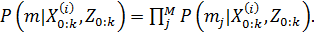 P(m|X_{0:k}^{(i)}, Z_{0:k}) = ∏_j^M P(m_j|X_{0:k}^{(i)}, Z_{0:k}).